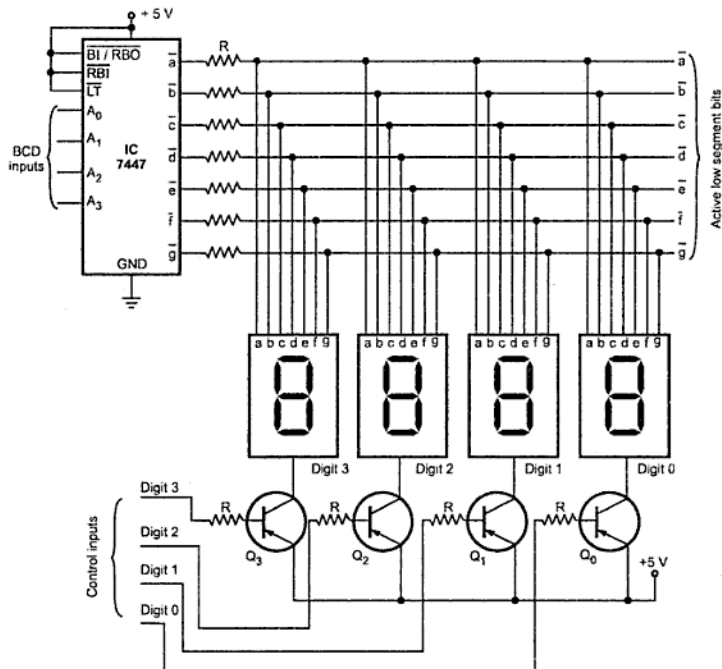 + 5 V
BI / RBO
RBI
LT
A0
A1
A2
A3
BCD
inputs
IC
7447
GND
a
b
c
d
e
f
g
R
a
b
c
d
e
f
g
Active low segment bits
a b c d e f g
a b c d e f g
a b c d e f g
a b c d e f g
Digit 3
Digit 2
Digit 1
Digit 0
Control inputs
Digit 3
Digit 2
Digit 1
Digit 0
R
R
R
R
Q3
Q2
Q1
Q0
+5 V